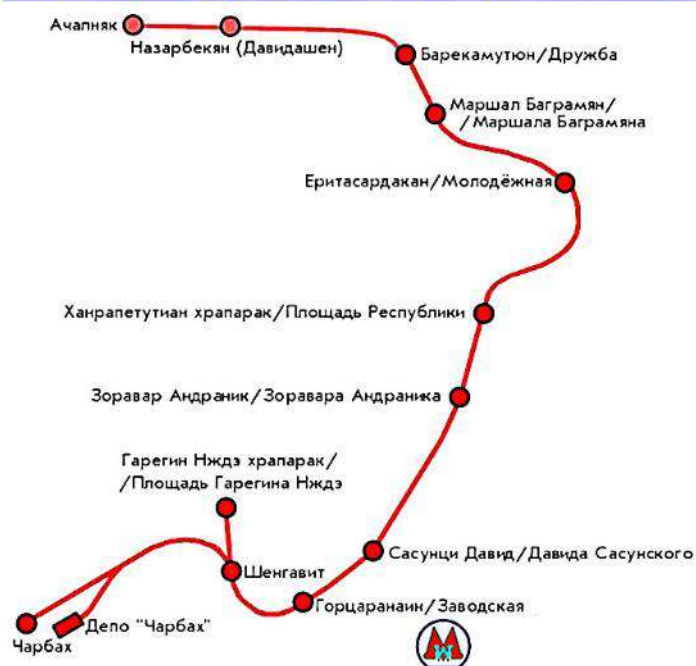 Ачапняк
Назарбекян (Давидашен)
Барекамутюн/Дружба
Маршал Баграмян/
/Маршала Баграмяна
Еритасардакан/Молодёжная
Ханрапетутиан храпарак/Площадь Республики
Зоравар Андраник/Зоравара Андраника
Гарегин Нждэ храпарак/
/Площадь Гарегина Нждэ
Сасунци Давид/Давида Сасунского
Шенгавит
Горцаранаин/Заводская
Депо "Чарбах"
Чарбах